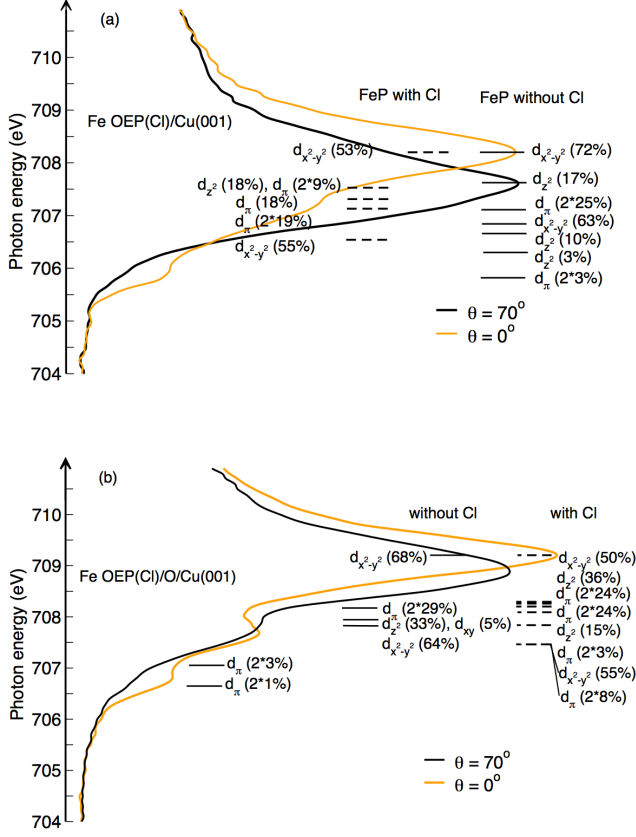 (a)
710
709
708
707
706
705
704
Photon energy (eV)
Fe OEP(Cl)/Cu(001)
FeP with Cl
FeP without Cl
dx²-y² (53%)
dx²-y² (72%)
dz² (18%), dπ (2*9%)
dz² (17%)
dπ (18%)
dπ (2*25%)
dπ (2*19%)
dx²-y² (63%)
dx²-y² (55%)
dz² (10%)
dz² (3%)
dπ (2*3%)
θ = 70°
θ = 0°
(b)
710
709
708
707
706
705
704
Photon energy (eV)
Fe OEP(Cl)/O/Cu(001)
without Cl
with Cl
dx²-y² (68%)
dx²-y² (50%)
dz² (36%)
dπ (2*24%)
dπ (2*29%)
dπ (2*24%)
dz² (33%), dxy (5%)
dz² (15%)
dx²-y² (64%)
dπ (2*3%)
dπ (2*3%)
dx²-y² (55%)
dπ (2*1%)
dπ (2*8%)
θ = 70°
θ = 0°